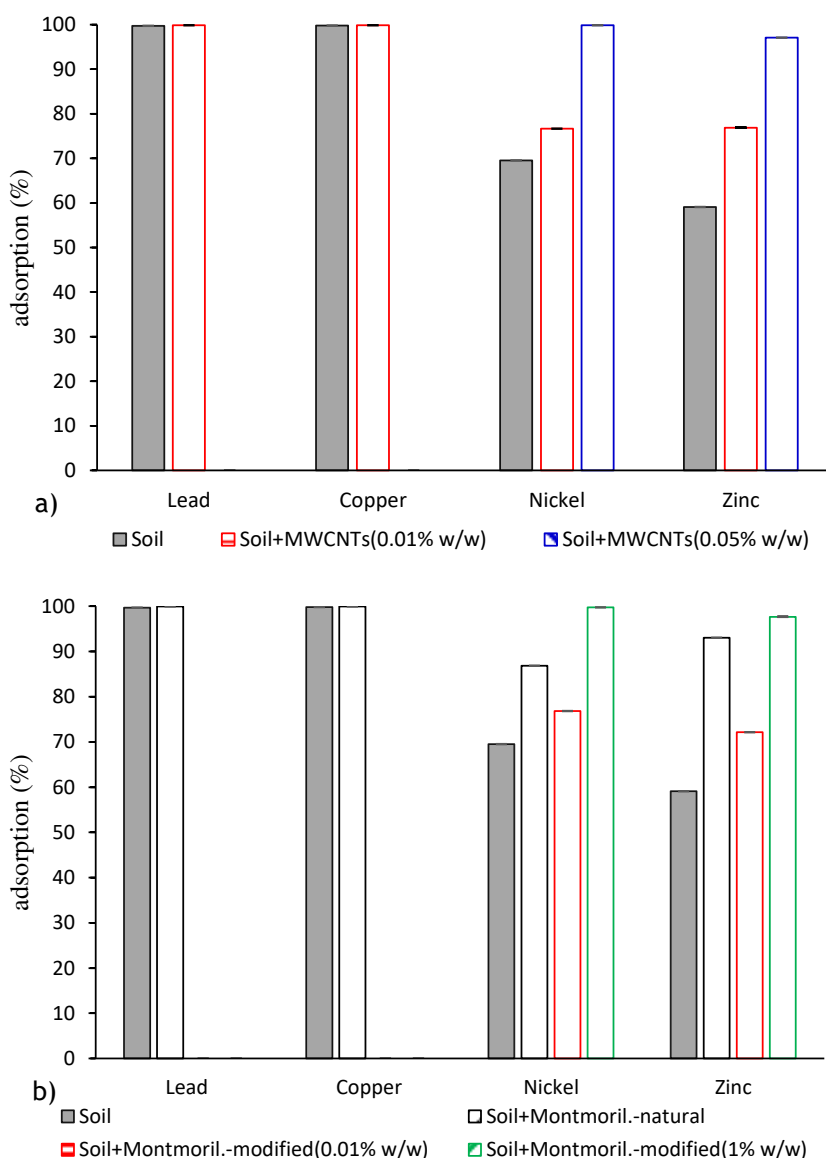 100
90
80
70
60
50
40
30
20
10
0
adsorption (%)
Lead Copper Nickel Zinc
a)
Soil Soil+MWCNTs(0.01% w/w) Soil+MWCNTs(0.05% w/w)
100
90
80
70
60
50
40
30
20
10
0
adsorption (%)
Lead Copper Nickel Zinc
b)
Soil Soil+Montmoril.-natural
Soil+Montmoril.-modified(0.01% w/w) Soil+Montmoril.-modified(1% w/w)